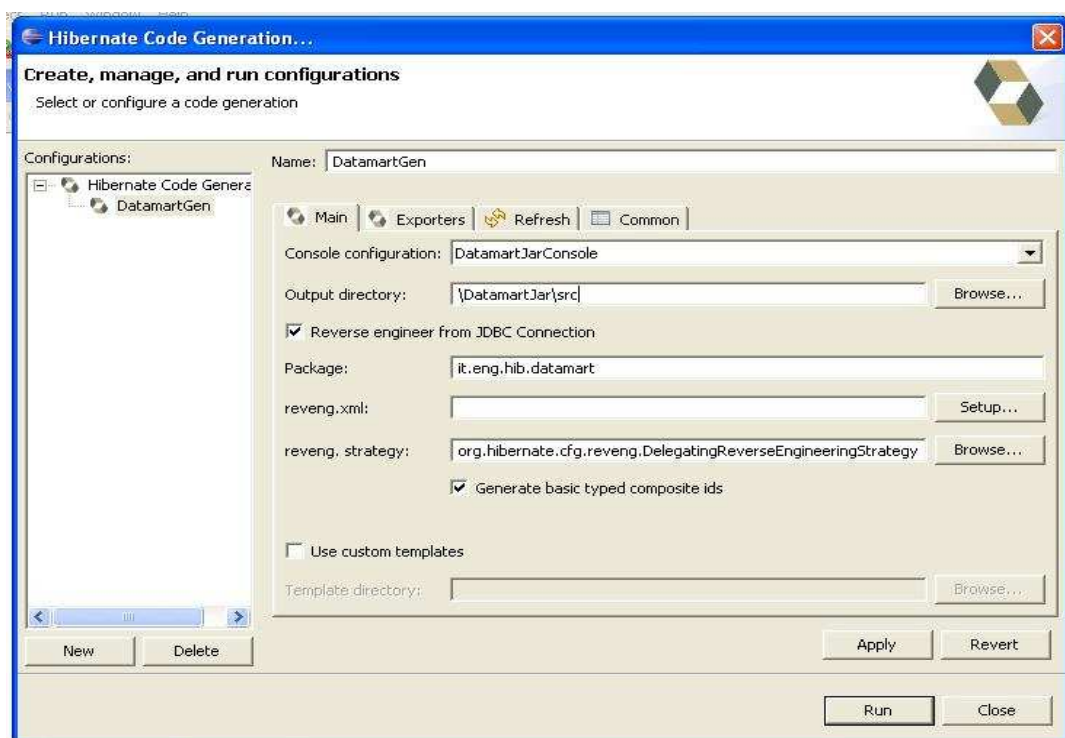 Hibernate Code Generation...
Create, manage, and run configurations
Select or configure a code generation
Configurations:
Hibernate Code Genera
DatamartGen
Name: DatamartGen
Main Exporters Refresh Common
Console configuration: DatamartJarConsole
Output directory: \DatamartJar\src Browse...
Reverse engineer from JDBC Connection
Package: it.eng.hib.datamart
reveng.xml: Setup...
reveng. strategy: org.hibernate.cfg.reveng.DelegatingReverseEngineeringStrategy Browse...
Generate basic typed composite ids
Use custom templates
Template directory: Browse...
New Delete
Apply Revert
Run Close